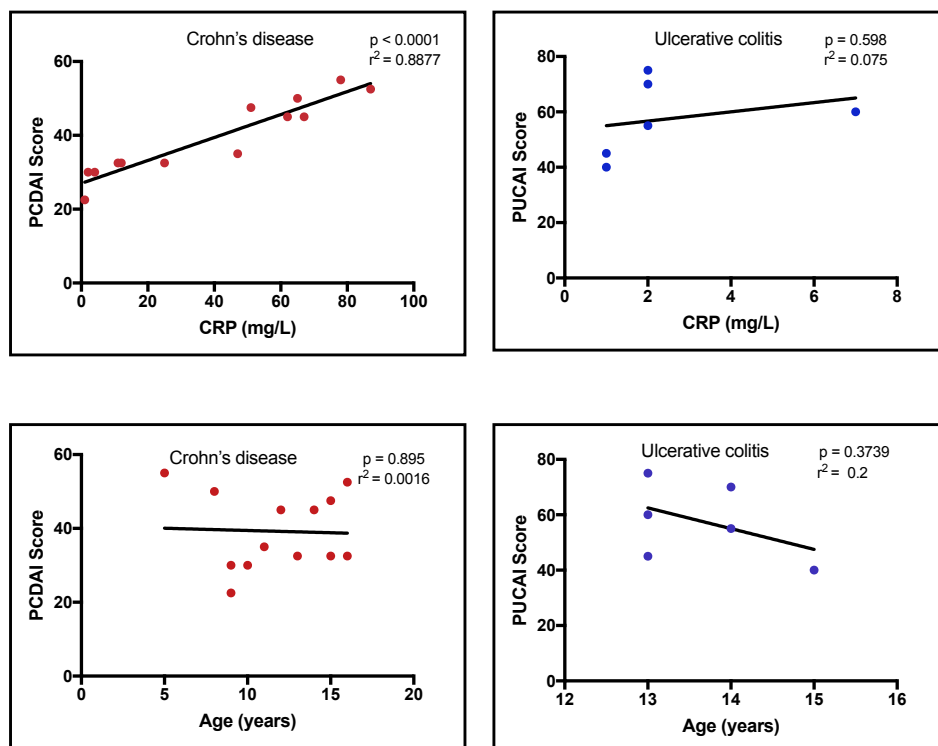 Crohn's disease
p < 0.0001
r² = 0.8877
60
40
20
0
PCDAI Score
0 20 40 60 80 100
CRP (mg/L)
Ulcerative colitis
p = 0.598
r² = 0.075
80
60
40
20
0
PUCAI Score
0 2 4 6 8
CRP (mg/L)
Crohn's disease
p = 0.895
r² = 0.0016
60
40
20
0
PCDAI Score
0 5 10 15 20
Age (years)
Ulcerative colitis
p = 0.3739
r² = 0.2
80
60
40
20
0
PUCAI Score
12 13 14 15 16
Age (years)